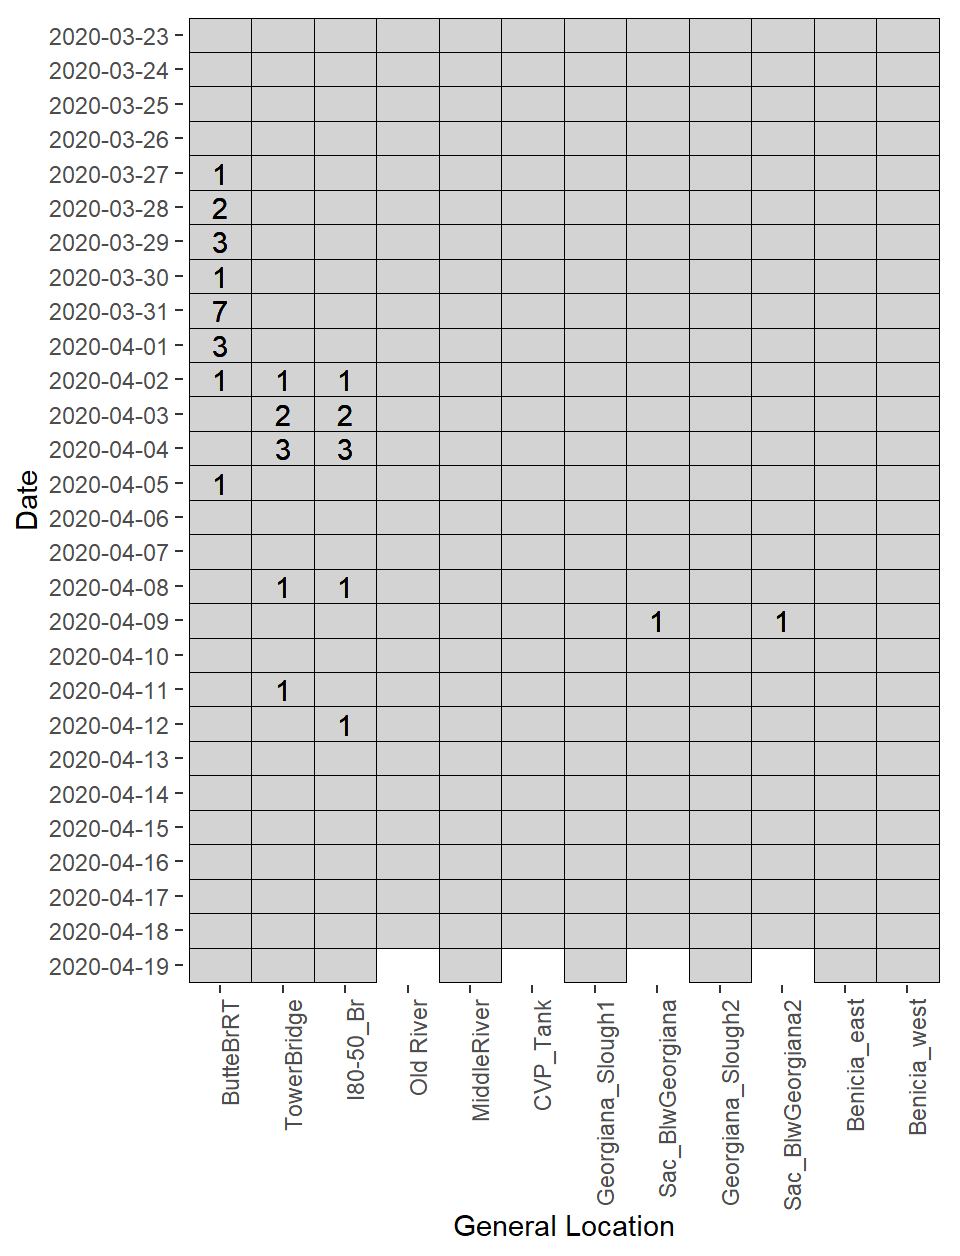 2020-03-23
2020-03-24
2020-03-25
2020-03-26
2020-03-27 1
2020-03-28 2
2020-03-29 3
2020-03-30 1
2020-03-31 7
2020-04-01 3
2020-04-02 1 1 1
2020-04-03 2 2
2020-04-04 3 3
2020-04-05 1
2020-04-06
2020-04-07
2020-04-08 1 1
2020-04-09 1 1
2020-04-10
2020-04-11 1
2020-04-12 1
2020-04-13
2020-04-14
2020-04-15
2020-04-16
2020-04-17
2020-04-18
2020-04-19
Date
ButteBrRT
TowerBridge
I80-50_Br
Old River
MiddleRiver
CVP_Tank
Georgiana_Slough1
Sac_BlwGeorgiana
Georgiana_Slough2
Sac_BlwGeorgiana2
Benicia_east
Benicia_west
General Location